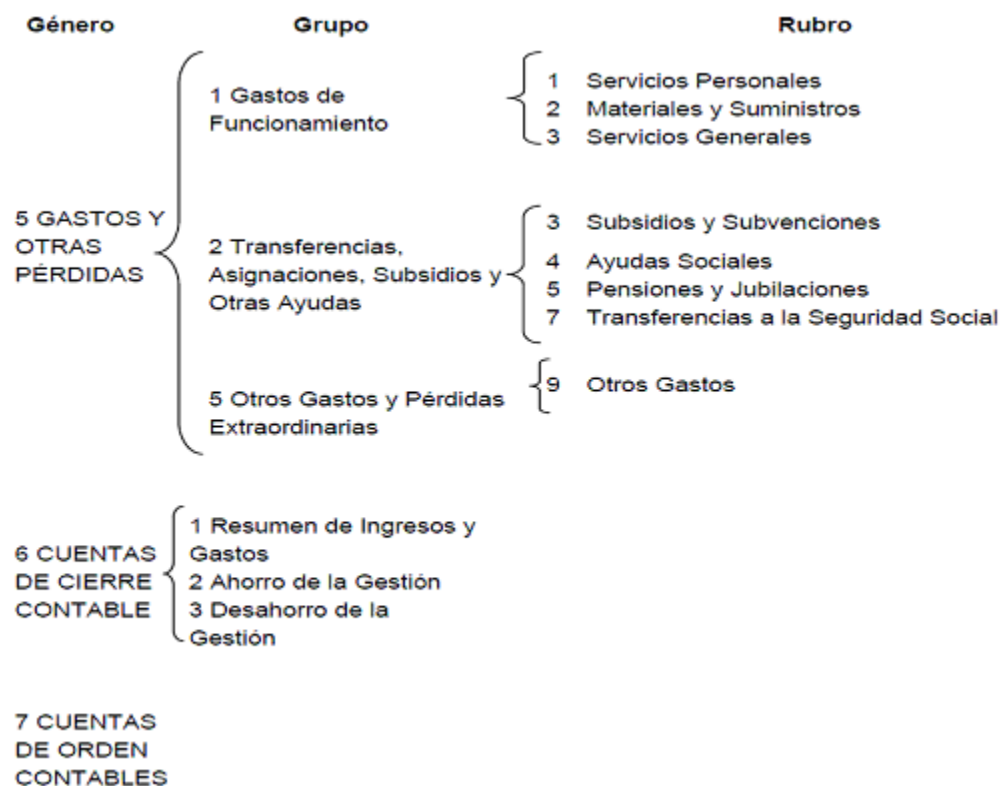 Género Grupo Rubro
1 Gastos de
Funcionamiento
1 Servicios Personales
2 Materiales y Suministros
3 Servicios Generales
5 GASTOS Y
OTRAS
PÉRDIDAS
2 Transferencias,
Asignaciones, Subsidios y
Otras Ayudas
3 Subsidios y Subvenciones
4 Ayudas Sociales
5 Pensiones y Jubilaciones
7 Transferencias a la Seguridad Social
5 Otros Gastos y Pérdidas
Extraordinarias
9 Otros Gastos
6 CUENTAS
DE CIERRE
CONTABLE
1 Resumen de Ingresos y
Gastos
2 Ahorro de la Gestión
3 Desahorro de la
Gestión
7 CUENTAS
DE ORDEN
CONTABLES